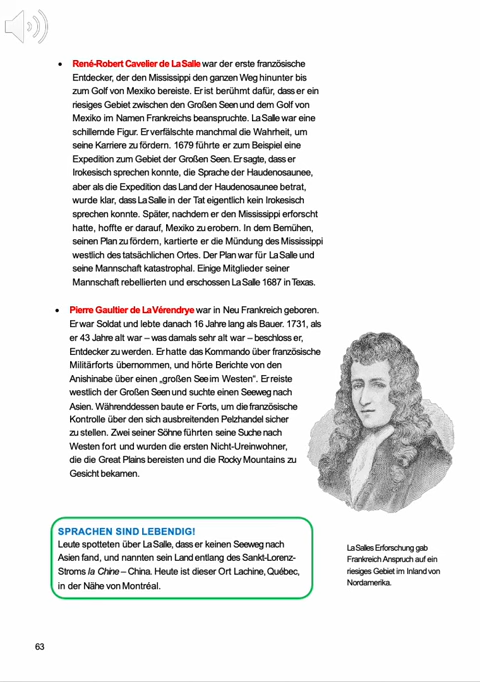 • René-Robert Cavelier de La Salle war der erste französische
Entdecker, der den Mississippi den ganzen Weg hinunter bis
zum Golf von Mexiko bereiste. Er ist berühmt dafür, dass er ein
riesiges Gebiet zwischen den Großen Seen und dem Golf von
Mexiko im Namen Frankreichs beanspruchte. La Salle war eine
schillernde Figur. Er verfälschte manchmal die Wahrheit, um
seine Karriere zu fördern. 1679 führte er zum Beispiel eine
Expedition zum Gebiet der Großen Seen. Er sagte, dass er
Irokesisch sprechen konnte, die Sprache der Haudenosaunee,
aber als die Expedition das Land der Haudenosaunee betrat,
wurde klar, dass La Salle in der Tat eigentlich kein Irokesisch
sprechen konnte. Später, nachdem er den Mississippi erforscht
hatte, hoffte er darauf, Mexiko zu erobern. In dem Bemühen,
seinen Plan zu fördern, kartierte er die Mündung des Mississippi
westlich des tatsächlichen Ortes. Der Plan war für La Salle und
seine Mannschaft katastrophal. Einige Mitglieder seiner
Mannschaft rebellierten und erschossen La Salle 1687 in Texas.
• Pierre Gaultier de La Vérendrye war in Neu Frankreich geboren.
Er war Soldat und lebte danach 16 Jahre lang als Bauer. 1731, als
er 43 Jahre alt war – was damals sehr alt war – beschloss er,
Entdecker zu werden. Er hatte das Kommando über französische
Militärforts übernommen, und hörte Berichte von den
Anishinabe über einen „großen See im Westen“. Er reiste
westlich der Großen Seen und suchte einen Seeweg nach
Asien. Währenddessen baute er Forts, um die französische
Kontrolle über den sich ausbreitenden Pelzhandel sicher
zu stellen. Zwei seiner Söhne führten seine Suche nach
Westen fort und wurden die ersten Nicht-Ureinwohner,
die die Great Plains bereisten und die Rocky Mountains zu
Gesicht bekamen.
SPRACHEN SIND LEBENDIG!
Leute spotteten über La Salle, dass er keinen Seeweg nach
Asien fand, und nannten sein Land entlang des Sankt-Lorenz-
Stroms la Chine – China. Heute ist dieser Ort Lachine, Québec,
in der Nähe von Montréal.
La Salles Erforschung gab
Frankreich Anspruch auf ein
riesiges Gebiet im Inland von
Nordamerika.
63